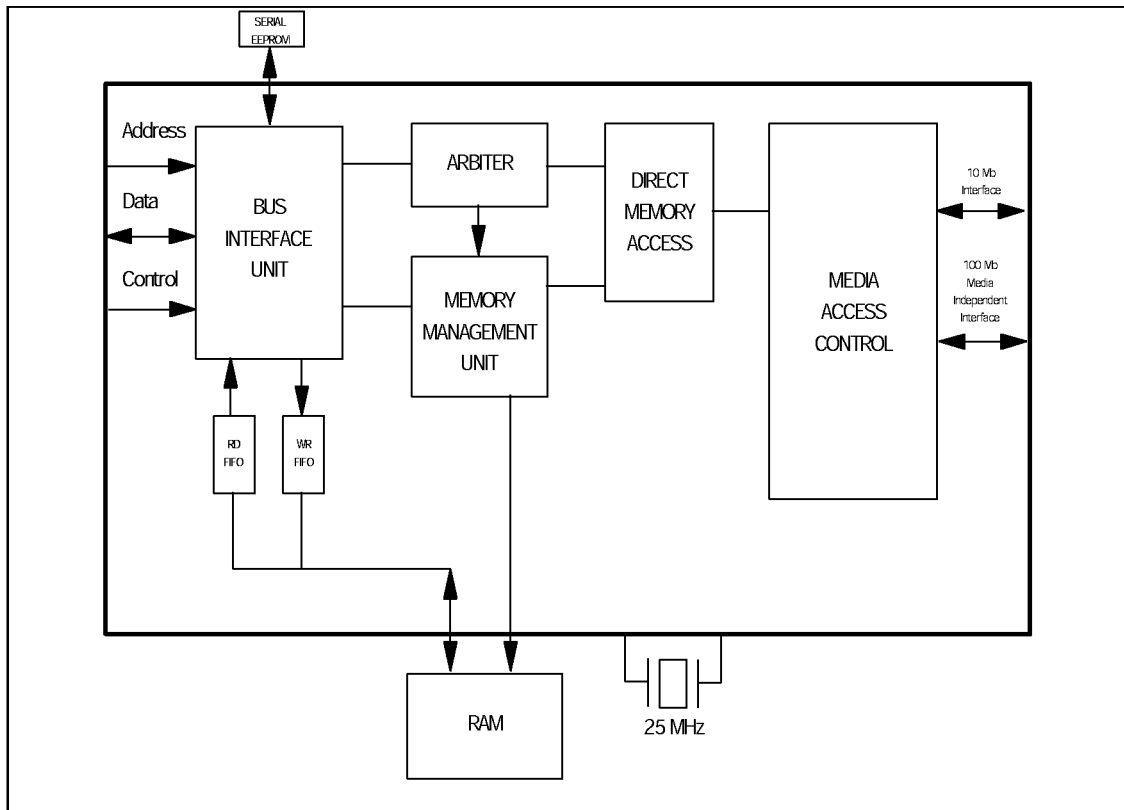 SERIAL
EEPROM
Address
Data
Control
BUS
INTERFACE
UNIT
ARBITER
MEMORY
MANAGEMENT
UNIT
DIRECT
MEMORY
ACCESS
MEDIA
ACCESS
CONTROL
10 Mb
Interface
100 Mb
Media
Independent
Interface
RD
FIFO
WR
FIFO
RAM
25 MHz